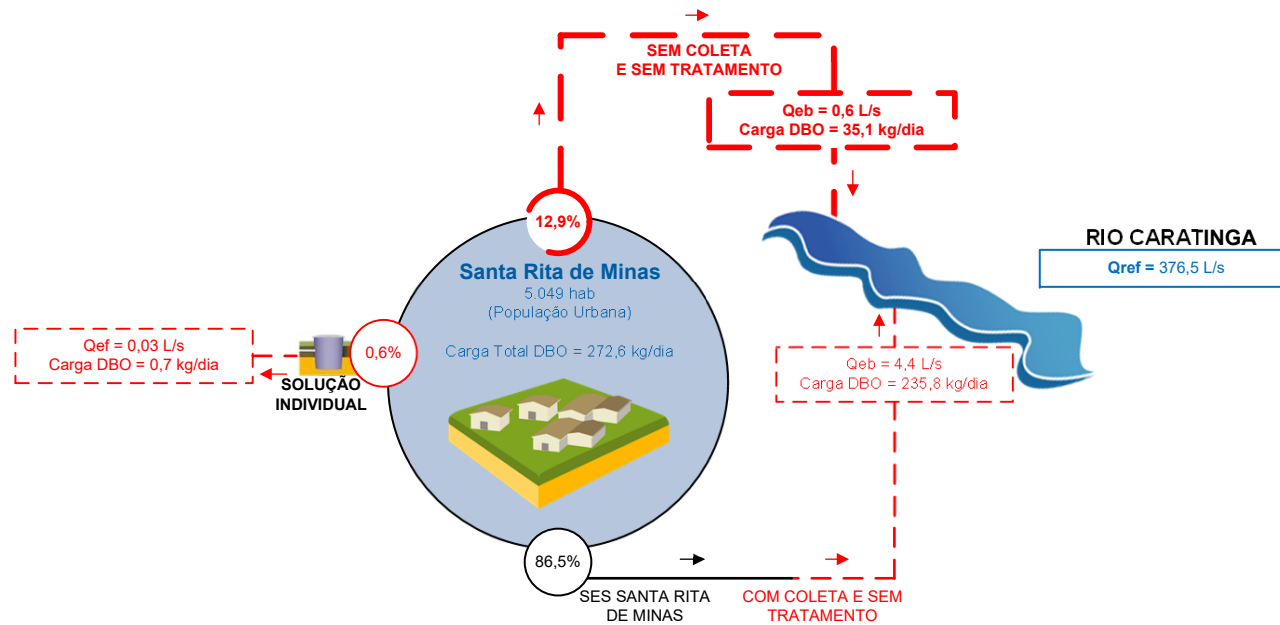 SEM COLETA
E SEM TRATAMENTO
Qeb = 0,6 L/s
Carga DBO = 35,1 kg/dia
12,9%
RIO CARATINGA
Qref = 376,5 L/s
Santa Rita de Minas
5.049 hab
(População Urbana)
Carga Total DBO = 272,6 kg/dia
Qef = 0,03 L/s
Carga DBO = 0,7 kg/dia
0,6%
SOLUÇÃO
INDIVIDUAL
Qeb = 4,4 L/s
Carga DBO = 235,8 kg/dia
86,5%
SES SANTA RITA
DE MINAS
COM COLETA E SEM
TRATAMENTO